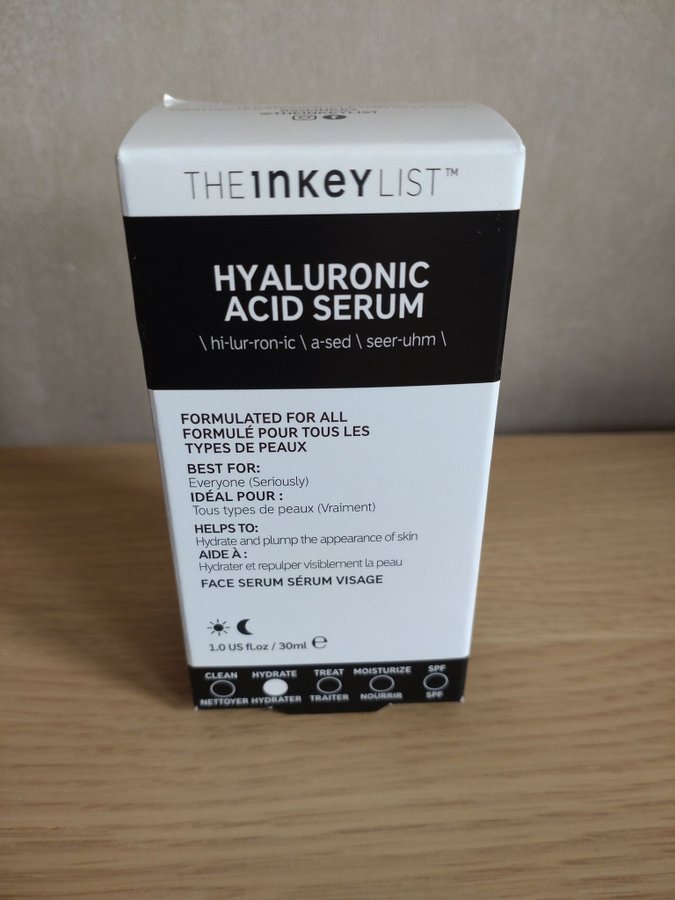 @THEINKEYLIST
THE INKEY LIST™
HYALURONIC
ACID SERUM
\ hi-lur-ron-ic \ a-sed \ seer-uhm \
FORMULATED FOR ALL
FORMULÉ POUR TOUS LES
TYPES DE PEAUX
BEST FOR:
Everyone (Seriously)
IDÉAL POUR :
Tous types de peaux (Vraiment)
HELPS TO:
Hydrate and plump the appearance of skin
AIDE À :
Hydrater et repulper visiblement la peau
FACE SERUM SÉRUM VISAGE
1.0 US fl.oz / 30ml ℮
CLEAN HYDRATE TREAT MOISTURIZE SPF
NETTOYER HYDRATER TRAITER NOURRIR SPF